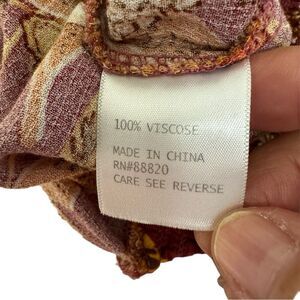 100% VISCOSE
MADE IN CHINA
RN#88820
CARE SEE REVERSE